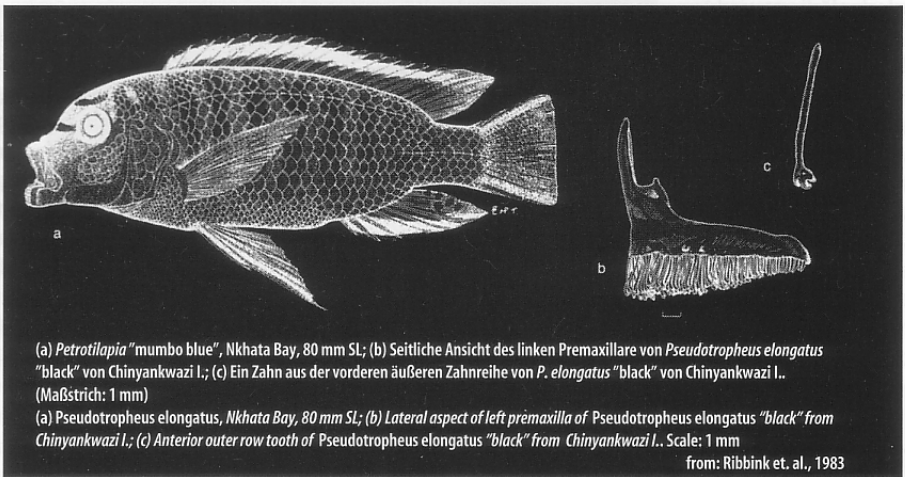 a
b
c
(a) Petrotilapia "mumbo blue", Nkhata Bay, 80 mm SL; (b) Seitliche Ansicht des linken Premaxillare von Pseudotropheus elongatus
"black" von Chinyankwazi I.; (c) Ein Zahn aus der vorderen äußeren Zahnreihe von P. elongatus "black" von Chinyankwazi I..
(Maßstrich: 1 mm)
(a) Pseudotropheus elongatus, Nkhata Bay, 80 mm SL; (b) Lateral aspect of left premaxilla of Pseudotropheus elongatus "black" from
Chinyankwazi I.; (c) Anterior outer row tooth of Pseudotropheus elongatus "black" from Chinyankwazi I.. Scale: 1 mm
from: Ribbink et. al., 1983